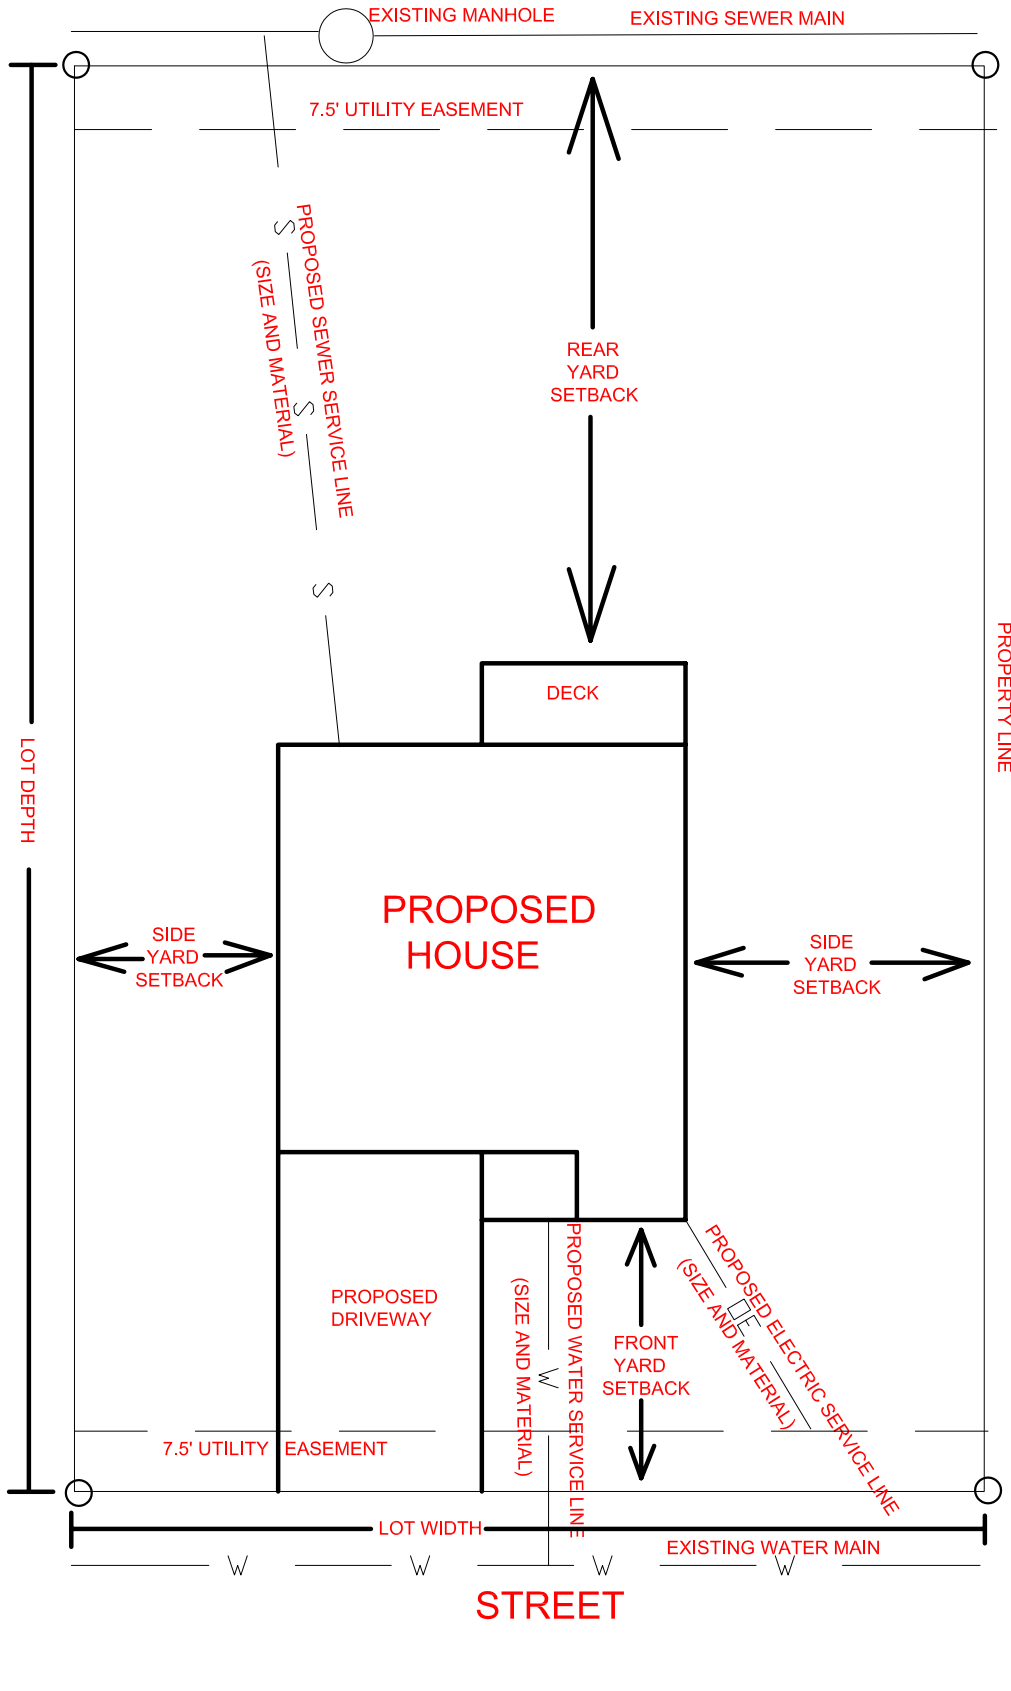 EXISTING MANHOLE
EXISTING SEWER MAIN
7.5' UTILITY EASEMENT
S
PROPOSED SEWER SERVICE LINE
(SIZE AND MATERIAL)
S
S
REAR
YARD
SETBACK
PROPERTY LINE
DECK
LOT DEPTH
PROPOSED
HOUSE
SIDE
YARD
SETBACK
SIDE
YARD
SETBACK
PROPOSED
DRIVEWAY
PROPOSED WATER SERVICE LINE
(SIZE AND MATERIAL)
W
FRONT
YARD
SETBACK
PROPOSED ELECTRIC SERVICE LINE
(SIZE AND MATERIAL)
OE
7.5' UTILITY EASEMENT
LOT WIDTH
EXISTING WATER MAIN
W W W W
STREET